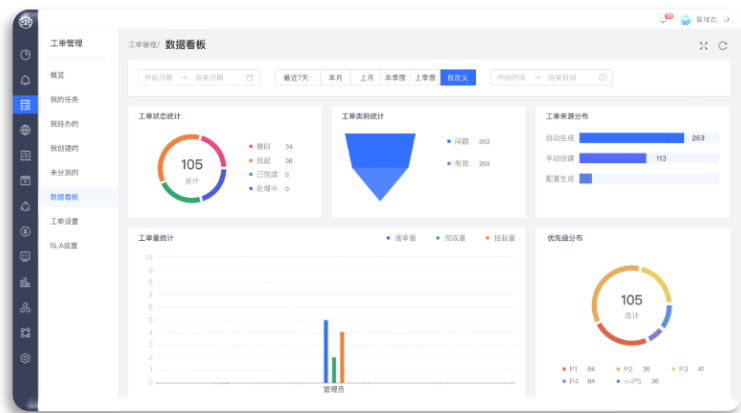 管理员
工单管理
工单管理/ 数据看板
概览
我的任务
我经办的
我创建的
未分派的
数据看板
工单设置
SLA设置
开始日期 → 结束日期
最近7天 本月 上月 本季度 上季度 自定义
开始时间 → 结束时间
工单状态统计
105
总计
撤回 34
挂起 36
已完成 0
处理中 0
工单类别统计
问题 263
有效 263
工单来源分布
自动生成 263
手动创建 113
配置生成
工单量统计
接单量 完成量 挂起量
10
9
8
7
6
5
4
3
2
1
0
管理员
优先级分布
105
总计
P1 84 P2 36 P3 41
P4 84 >=P5 36